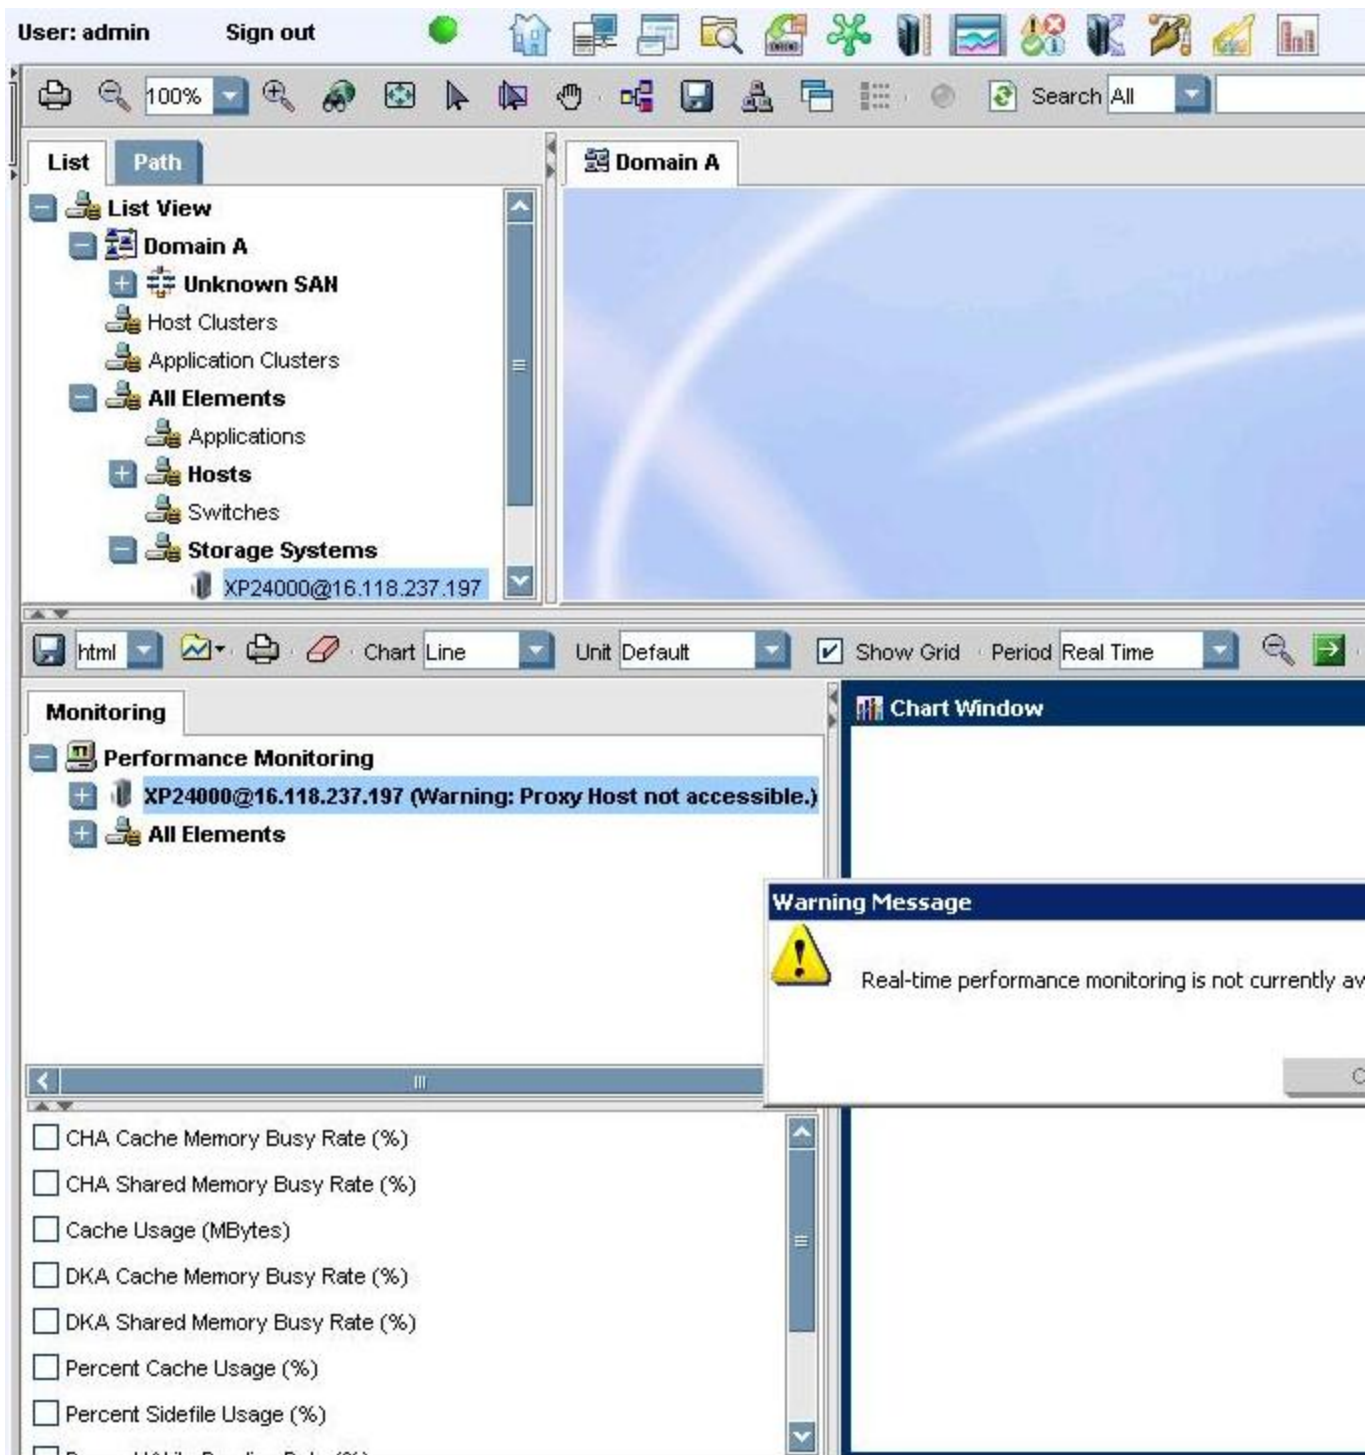 User: admin Sign out
100% Search All
List Path
Domain A
List View
Domain A
Unknown SAN
Host Clusters
Application Clusters
All Elements
Applications
Hosts
Switches
Storage Systems
XP24000@16.118.237.197
html Chart Line Unit Default Show Grid Period Real Time
Monitoring
Chart Window
Performance Monitoring
XP24000@16.118.237.197 (Warning: Proxy Host not accessible.)
All Elements
Warning Message
Real-time performance monitoring is not currently av
CHA Cache Memory Busy Rate (%)
CHA Shared Memory Busy Rate (%)
Cache Usage (MBytes)
DKA Cache Memory Busy Rate (%)
DKA Shared Memory Busy Rate (%)
Percent Cache Usage (%)
Percent Sidefile Usage (%)